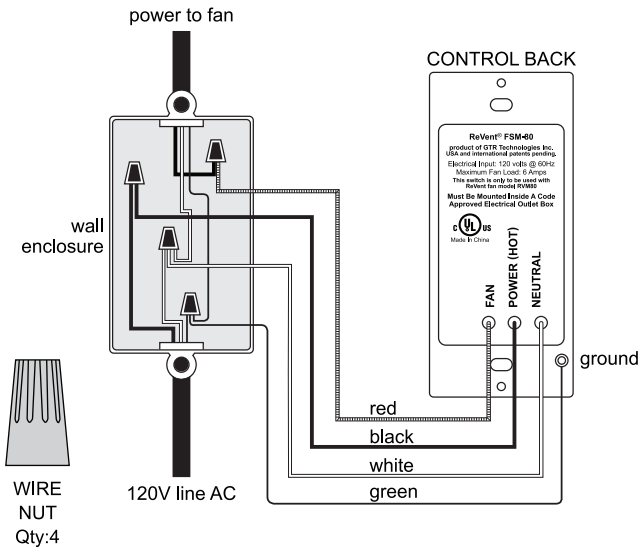 power to fan
CONTROL BACK
ReVent® FSM-80
product of GTR Technologies Inc.
USA and international patents pending.
Electrical Input: 120 volts @ 60Hz
Maximum Fan Load: 6 Amps
This switch is only to be used with
ReVent fan model RVM80
Must Be Mounted Inside A Code
Approved Electrical Outlet Box
C UL US
Made In China
FAN
POWER (HOT)
NEUTRAL
wall
enclosure
ground
red
black
white
green
120V line AC
WIRE
NUT
Qty:4